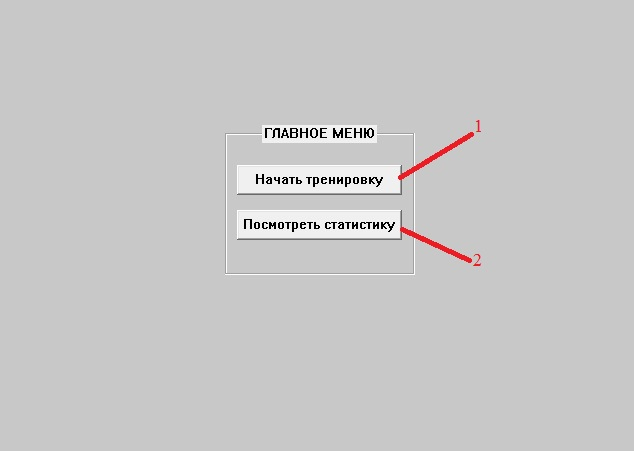 ГЛАВНОЕ МЕНЮ
1
Начать тренировку
Посмотреть статистику
2